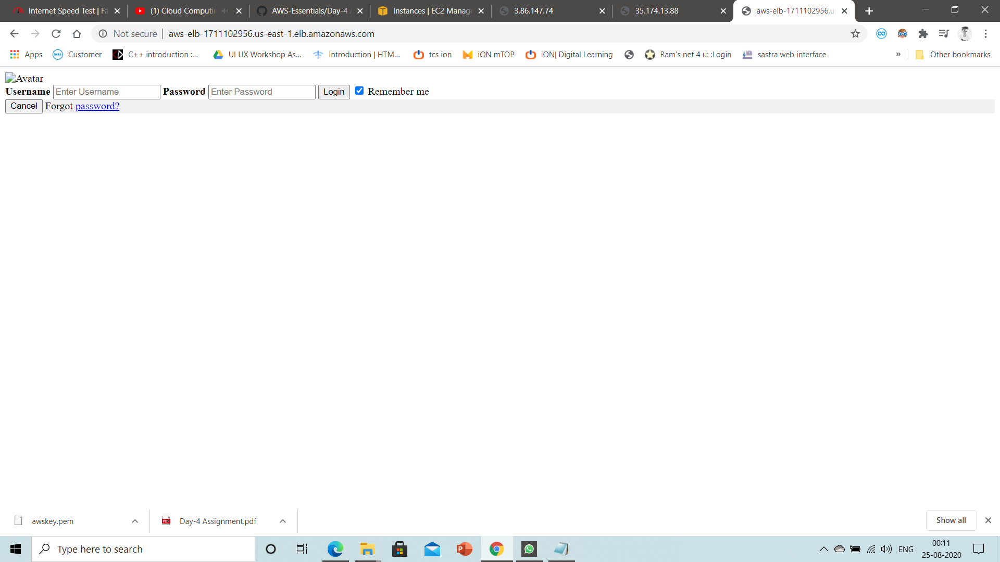 Internet Speed Test | Fa
(1) Cloud Computin
AWS-Essentials/Day-4
Instances | EC2 Manage
3.86.147.74
35.174.13.88
aws-elb-1711102956.u
Not secure | aws-elb-1711102956.us-east-1.elb.amazonaws.com
Apps
Customer
C++ introduction :...
UI UX Workshop As...
Introduction | HTM...
tcs ion
iON mTOP
iON| Digital Learning
Ram's net 4 u: :Login
sastra web interface
»
Other bookmarks
Avatar
Username Enter Username Password Enter Password Login Remember me
Cancel Forgot password?
awskey.pem
PDF
Day-4 Assignment.pdf
Show all
Type here to search
ENG
00:11
25-08-2020